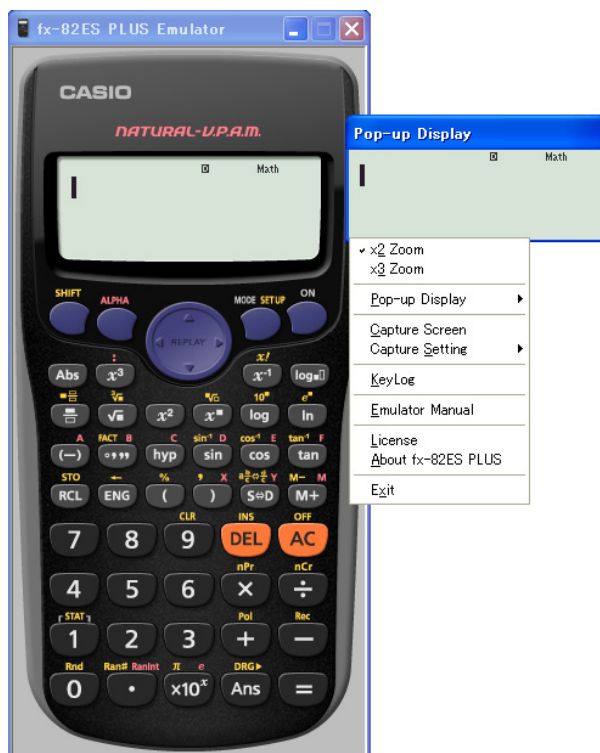 fx-82ES PLUS Emulator
CASIO
NATURAL-V.P.A.M.
D Math
Pop-up Display
D Math
✓ x2 Zoom
x3 Zoom
Pop-up Display
Capture Screen
Capture Setting
KeyLog
Emulator Manual
License
About fx-82ES PLUS
Exit
SHIFT ALPHA MODE SETUP ON
REPLAY
: x!
Abs x³ x⁻¹ log▪▯
³√▪ ▪√▯ 10▪ e▪
√▪ x² x▪ log ln
A FACT B C sin⁻¹ D cos⁻¹ E tan⁻¹ F
(−) °,,, hyp sin cos tan
STO ← % , X a b/c⇔d/c Y M− M
RCL ENG ( ) S⇔D M+
CLR INS OFF
7 8 9 DEL AC
nPr nCr
4 5 6 × ÷
STAT Pol Rec
1 2 3 + −
Rnd Ran# RanInt π e DRG▶
0 • ×10ˣ Ans =